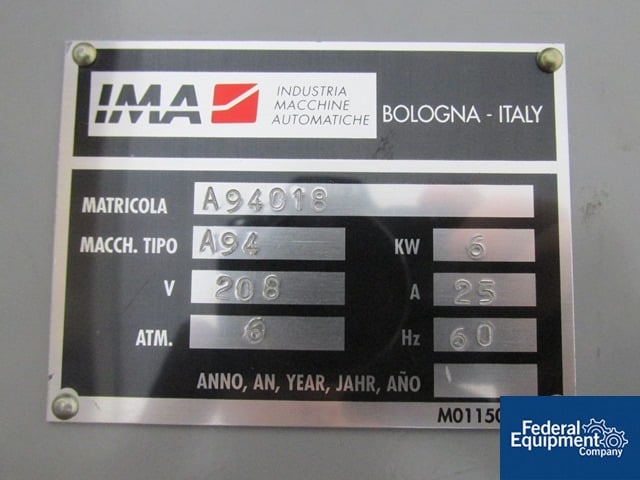 IMA
INDUSTRIA
MACCHINE
AUTOMATICHE
BOLOGNA - ITALY
MATRICOLA A94018
MACCH. TIPO A94 KW 6
V 208 A 25
ATM. 6 Hz 60
ANNO, AN, YEAR, JAHR, AÑO
Federal
Equipment
Company